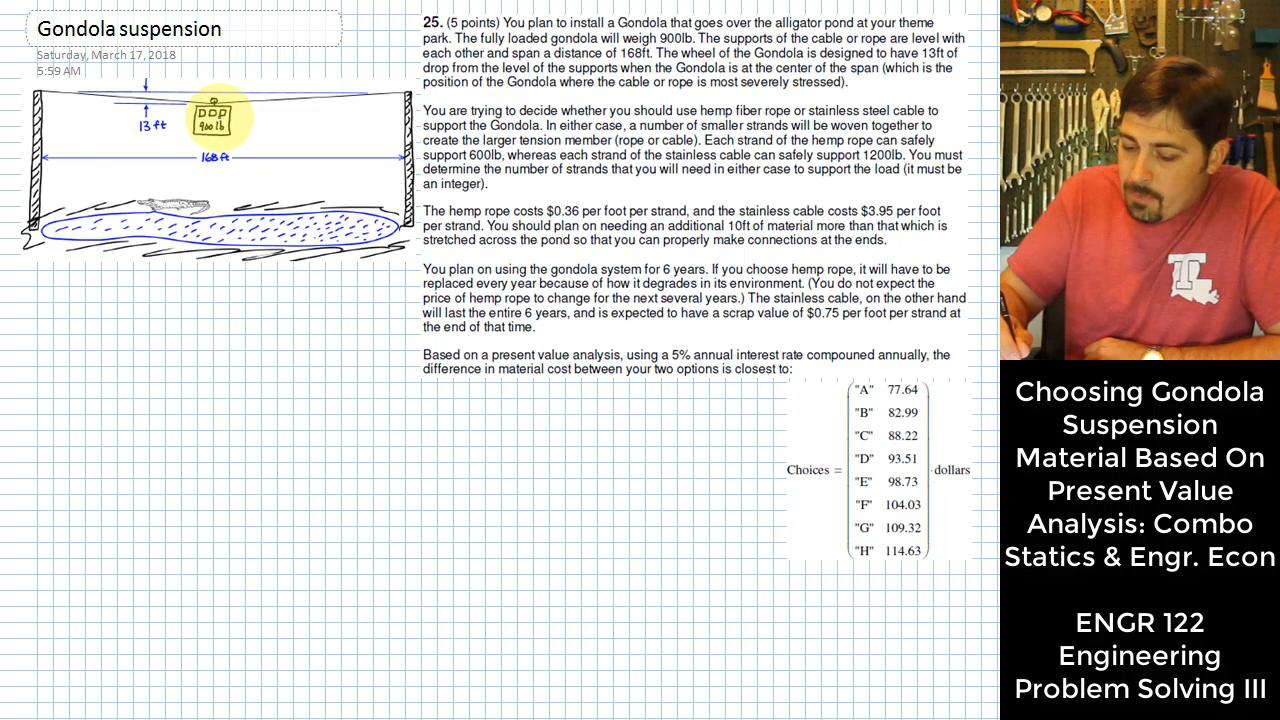 Gondola suspension
Saturday, March 17, 2018
5:59 AM
13 ft
900 lb
168 ft
25. (5 points) You plan to install a Gondola that goes over the alligator pond at your theme
park. The fully loaded gondola will weigh 900lb. The supports of the cable or rope are level with
each other and span a distance of 168ft. The wheel of the Gondola is designed to have 13ft of
drop from the level of the supports when the Gondola is at the center of the span (which is the
position of the Gondola where the cable or rope is most severely stressed).
You are trying to decide whether you should use hemp fiber rope or stainless steel cable to
support the Gondola. In either case, a number of smaller strands will be woven together to
create the larger tension member (rope or cable). Each strand of the hemp rope can safely
support 600lb, whereas each strand of the stainless cable can safely support 1200lb. You must
determine the number of strands that you will need in either case to support the load (it must be
an integer).
The hemp rope costs $0.36 per foot per strand, and the stainless cable costs $3.95 per foot
per strand. You should plan on needing an additional 10ft of material more than that which is
stretched across the pond so that you can properly make connections at the ends.
You plan on using the gondola system for 6 years. If you choose hemp rope, it will have to be
replaced every year because of how it degrades in its environment. (You do not expect the
price of hemp rope to change for the next several years.) The stainless cable, on the other hand
will last the entire 6 years, and is expected to have a scrap value of $0.75 per foot per strand at
the end of that time.
Based on a present value analysis, using a 5% annual interest rate compouned annually, the
difference in material cost between your two options is closest to:
"A" 77.64
"B" 82.99
"C" 88.22
"D" 93.51
Choices = · dollars
"E" 98.73
"F" 104.03
"G" 109.32
"H" 114.63
Choosing Gondola
Suspension
Material Based On
Present Value
Analysis: Combo
Statics & Engr. Econ
ENGR 122
Engineering
Problem Solving III